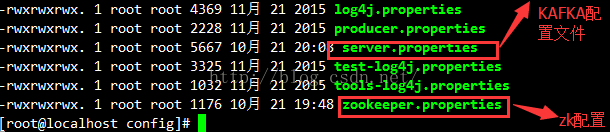 -rwxrwxrwx. 1 root root 4369 11月 21 2015 log4j.properties
-rwxrwxrwx. 1 root root 2228 11月 21 2015 producer.properties
-rwxrwxrwx. 1 root root 5667 10月 21 20:03 server.properties
-rwxrwxrwx. 1 root root 3325 11月 21 2015 test-log4j.properties
-rwxrwxrwx. 1 root root 1032 11月 21 2015 tools-log4j.properties
-rwxrwxrwx. 1 root root 1176 10月 21 19:48 zookeeper.properties
[root@localhost config]#
KAFKA配
置文件
zk配置
http://blog.csdn.net/